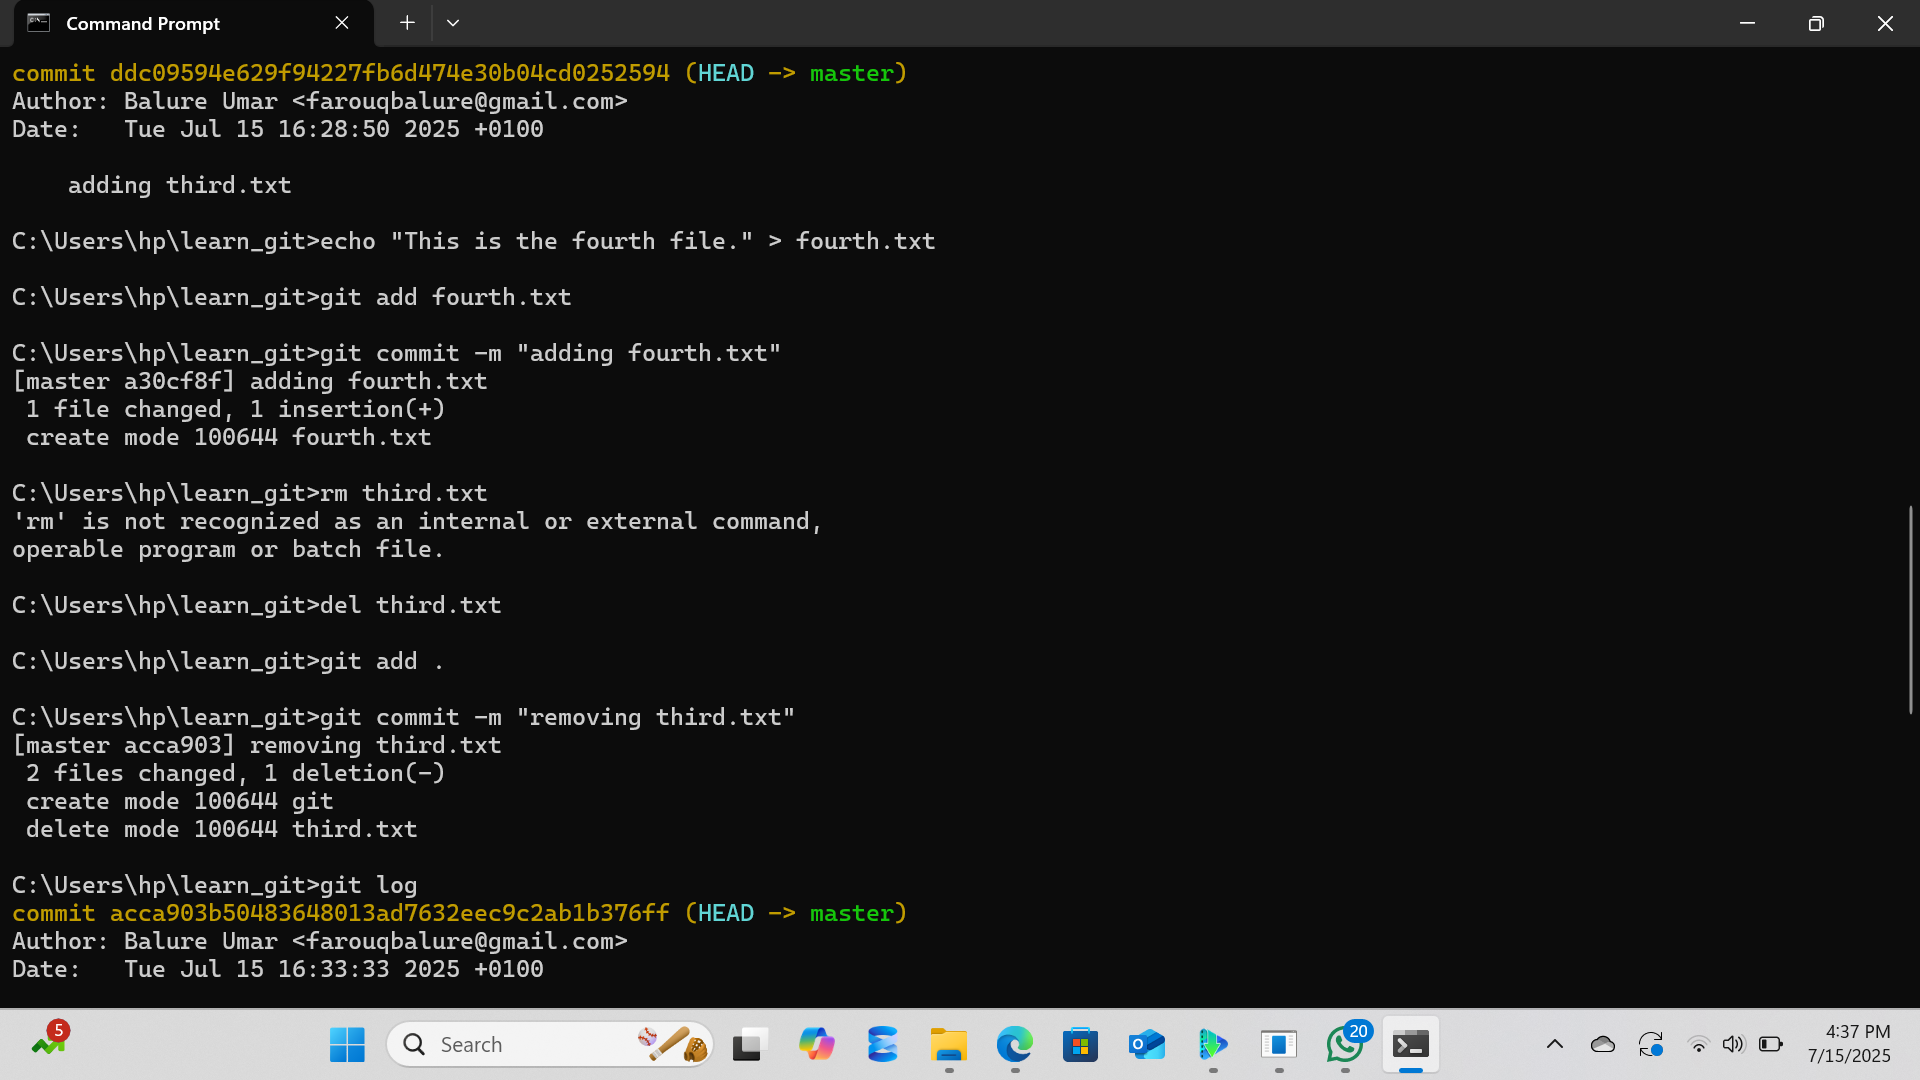 Command Prompt
commit ddc09594e629f94227fb6d474e30b04cd0252594 (HEAD -> master)
Author: Balure Umar <farouqbalure@gmail.com>
Date:   Tue Jul 15 16:28:50 2025 +0100
    adding third.txt
C:\Users\hp\learn_git>echo "This is the fourth file." > fourth.txt
C:\Users\hp\learn_git>git add fourth.txt
C:\Users\hp\learn_git>git commit -m "adding fourth.txt"
[master a30cf8f] adding fourth.txt
 1 file changed, 1 insertion(+)
 create mode 100644 fourth.txt
C:\Users\hp\learn_git>rm third.txt
'rm' is not recognized as an internal or external command,
operable program or batch file.
C:\Users\hp\learn_git>del third.txt
C:\Users\hp\learn_git>git add .
C:\Users\hp\learn_git>git commit -m "removing third.txt"
[master acca903] removing third.txt
 2 files changed, 1 deletion(-)
 create mode 100644 git
 delete mode 100644 third.txt
C:\Users\hp\learn_git>git log
commit acca903b50483648013ad7632eec9c2ab1b376ff (HEAD -> master)
Author: Balure Umar <farouqbalure@gmail.com>
Date:   Tue Jul 15 16:33:33 2025 +0100
5
Search
20
4:37 PM
7/15/2025